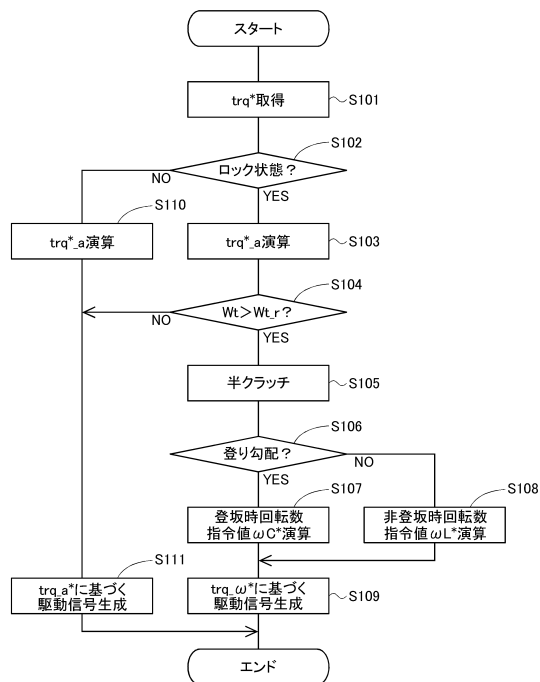 スタート
trq*取得
S101
S102
ロック状態？
NO
YES
S110
trq*_a演算
trq*_a演算
S103
S104
Wt＞Wt_r？
NO
YES
半クラッチ
S105
S106
登り勾配？
NO
YES
S107
登坂時回転数
指令値ωC*演算
S108
非登坂時回転数
指令値ωL*演算
S111
trq_a*に基づく
駆動信号生成
trq_ω*に基づく
駆動信号生成
S109
エンド